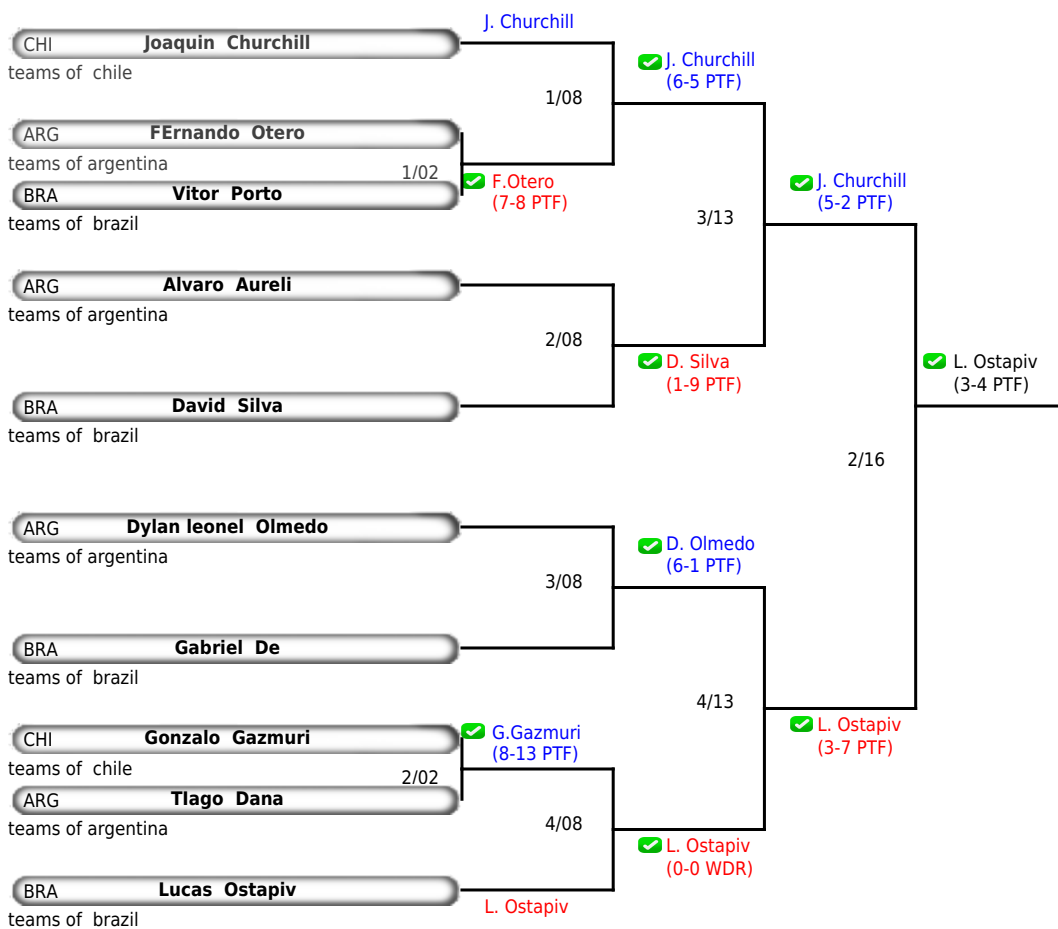 J. Churchill
CHI Joaquin Churchill
teams of chile
J. Churchill
(6-5 PTF)
1/08
ARG FErnando Otero
teams of argentina
1/02
F.Otero
(7-8 PTF)
BRA Vitor Porto
teams of brazil
J. Churchill
(5-2 PTF)
3/13
ARG Alvaro Aureli
teams of argentina
2/08
D. Silva
(1-9 PTF)
L. Ostapiv
(3-4 PTF)
BRA David Silva
teams of brazil
2/16
ARG Dylan leonel Olmedo
teams of argentina
D. Olmedo
(6-1 PTF)
3/08
BRA Gabriel De
teams of brazil
4/13
L. Ostapiv
(3-7 PTF)
CHI Gonzalo Gazmuri
teams of chile
G.Gazmuri
(8-13 PTF)
2/02
ARG TIago Dana
teams of argentina
4/08
L. Ostapiv
(0-0 WDR)
BRA Lucas Ostapiv
teams of brazil
L. Ostapiv